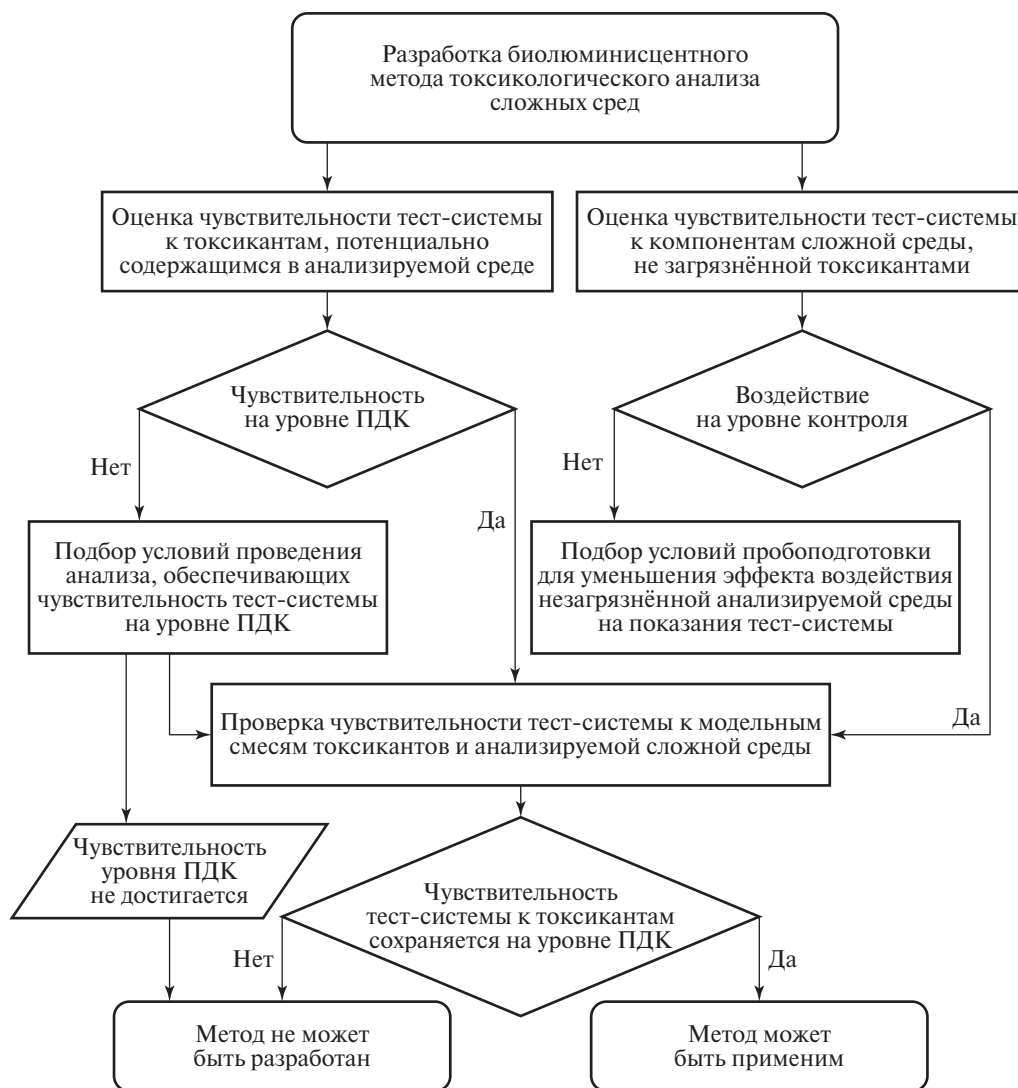 Разработка биолюминисцентного
метода токсикологического анализа
сложных сред
Оценка чувствительности тест-системы
к токсикантам, потенциально
содержащимся в анализируемой среде
Оценка чувствительности тест-системы
к компонентам сложной среды,
не загрязнённой токсикантами
Чувствительность
на уровне ПДК
Воздействие
на уровне контроля
Нет
Да
Нет
Подбор условий проведения
анализа, обеспечивающих
чувствительность тест-системы
на уровне ПДК
Подбор условий пробоподготовки
для уменьшения эффекта воздействия
незагрязнённой анализируемой среды
на показания тест-системы
Да
Проверка чувствительности тест-системы к модельным
смесям токсикантов и анализируемой сложной среды
Чувствительность
уровня ПДК
не достигается
Чувствительность
тест-системы к токсикантам
сохраняется на уровне ПДК
Нет
Да
Метод не может
быть разработан
Метод может
быть применим